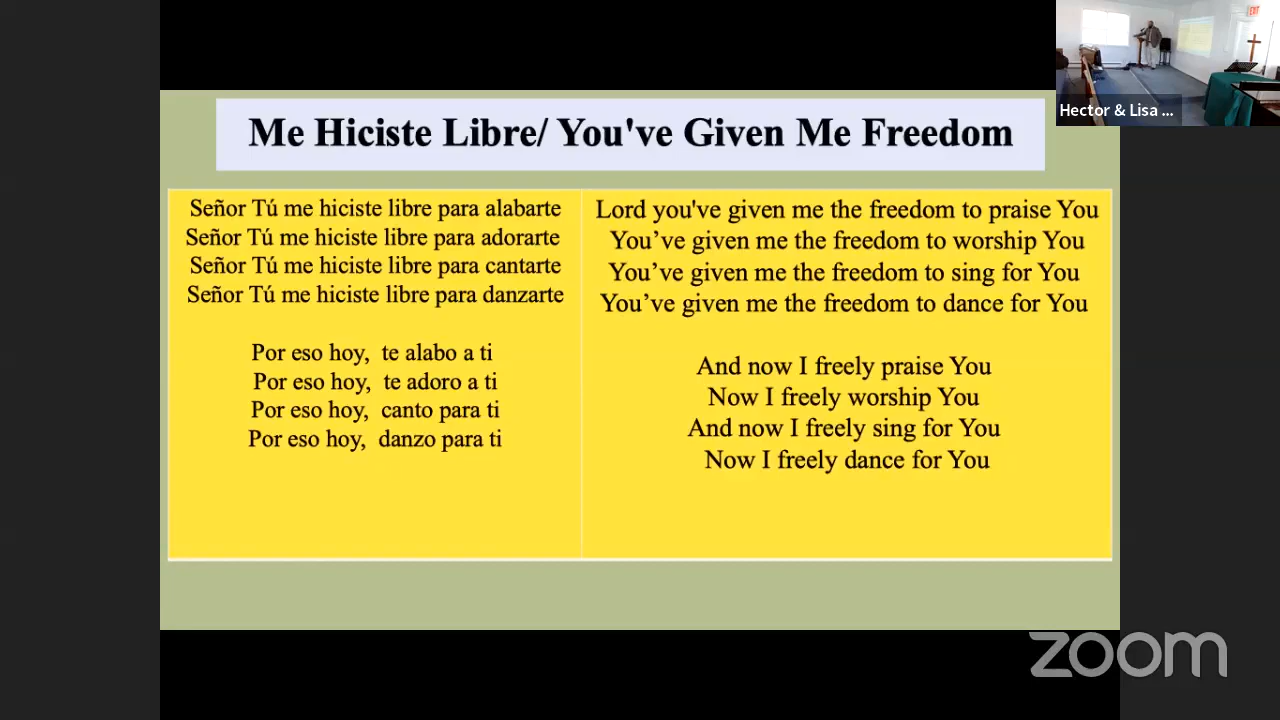 Me Hiciste Libre/ You've Given Me Freedom
Señor Tú me hiciste libre para alabarte
Señor Tú me hiciste libre para adorarte
Señor Tú me hiciste libre para cantarte
Señor Tú me hiciste libre para danzarte
Por eso hoy,  te alabo a ti
Por eso hoy,  te adoro a ti
Por eso hoy,  canto para ti
Por eso hoy,  danzo para ti
Lord you've given me the freedom to praise You
You’ve given me the freedom to worship You
You’ve given me the freedom to sing for You
You’ve given me the freedom to dance for You
And now I freely praise You
Now I freely worship You
And now I freely sing for You
Now I freely dance for You
EXIT
Hector & Lisa ...
zoom